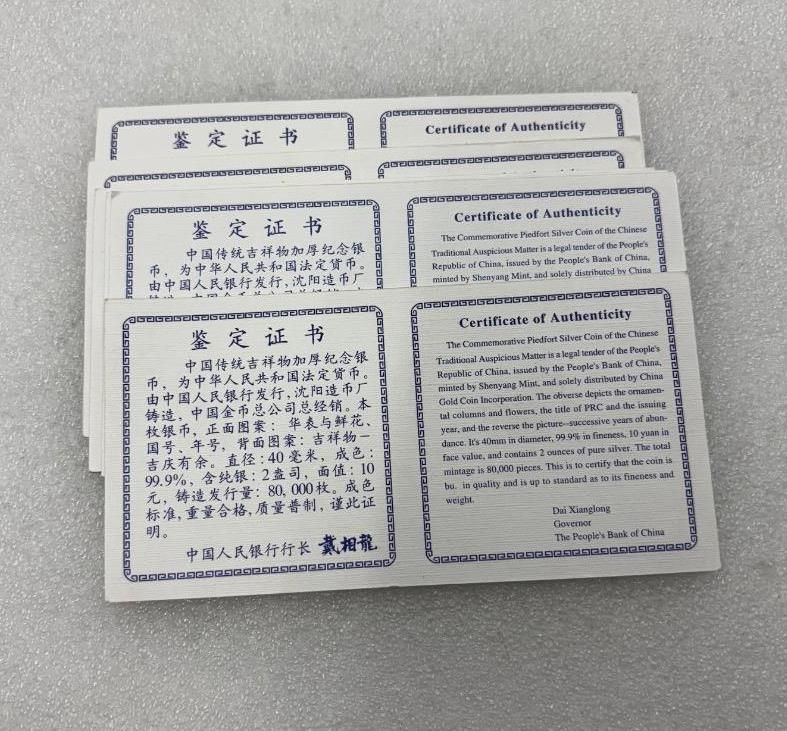 鉴定证书
Certificate of Authenticity
鉴定证书
中国传统吉祥物加厚纪念银
币，为中华人民共和国法定货币。
由中国人民银行发行，沈阳造币厂
Certificate of Authenticity
The Commemorative Piedfort Silver Coin of the Chinese
Traditional Auspicious Matter is a legal tender of the People's
Republic of China, issued by the People's Bank of China,
minted by Shenyang Mint, and solely distributed by China
鉴定证书
中国传统吉祥物加厚纪念银
币，为中华人民共和国法定货币。
由中国人民银行发行，沈阳造币厂
铸造，中国金币总公司总经销。本
枚银币，正面图案：华表与鲜花、
国号、年号，背面图案：吉祥物—
吉庆有余。直径：40毫米，成色：
99.9%，含纯银：2盎司，面值：10
元，铸造发行量：80,000枚。成色
标准，重量合格，质量普制，谨此证
明。
中国人民银行行长 戴相龙
Certificate of Authenticity
The Commemorative Piedfort Silver Coin of the Chinese
Traditional Auspicious Matter is a legal tender of the People's
Republic of China, issued by the People's Bank of China,
minted by Shenyang Mint, and solely distributed by China
Gold Coin Incorporation. The obverse depicts the ornamen-
tal columns and flowers, the title of PRC and the issuing
year, and the reverse the picture--successive years of abun-
dance. It's 40mm in diameter, 99.9% in fineness, 10 yuan in
face value, and contains 2 ounces of pure silver. The total
mintage is 80,000 pieces. This is to certify that the coin is
bu. in quality and is up to standard as to its fineness and
weight.
Dai Xianglong
Governor
The People's Bank of China